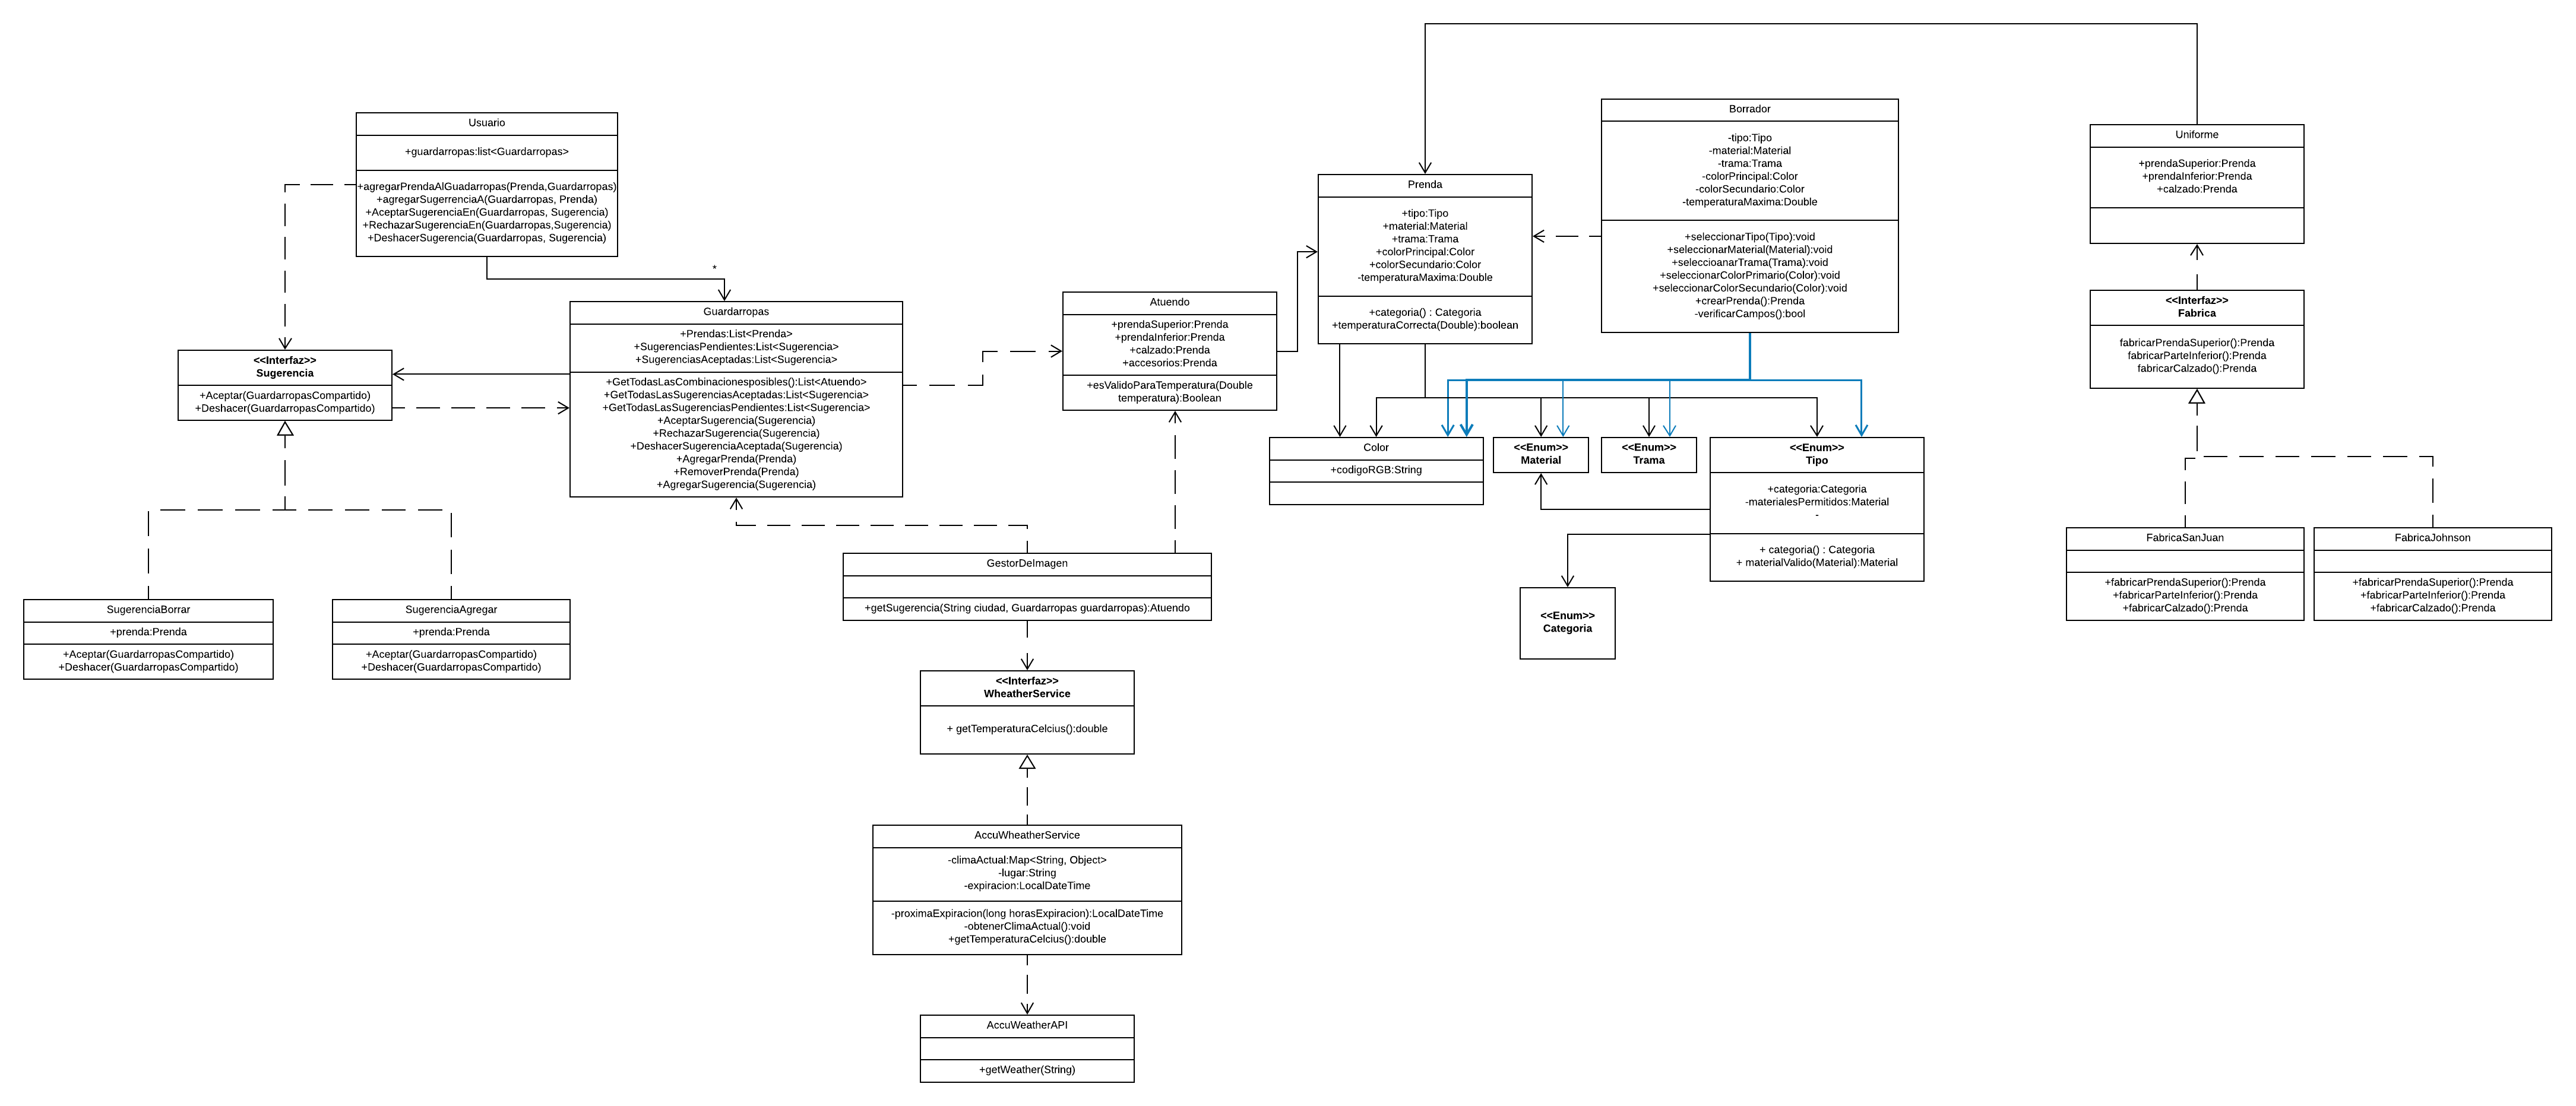 Usuario
+guardarropas:list<Guardarropas>
+agregarPrendaAlGuadarropas(Prenda,Guardarropas)
+agregarSugerrenciaA(Guardarropas, Prenda)
+AceptarSugerenciaEn(Guardarropas, Sugerencia)
+RechazarSugerenciaEn(Guardarropas,Sugerencia)
+DeshacerSugerencia(Guardarropas, Sugerencia)
*
<<Interfaz>>
Sugerencia
+Aceptar(GuardarropasCompartido)
+Deshacer(GuardarropasCompartido)
SugerenciaBorrar
+prenda:Prenda
+Aceptar(GuardarropasCompartido)
+Deshacer(GuardarropasCompartido)
SugerenciaAgregar
+prenda:Prenda
+Aceptar(GuardarropasCompartido)
+Deshacer(GuardarropasCompartido)
Guardarropas
+Prendas:List<Prenda>
+SugerenciasPendientes:List<Sugerencia>
+SugerenciasAceptadas:List<Sugerencia>
+GetTodasLasCombinacionesposibles():List<Atuendo>
+GetTodasLasSugerenciasAceptadas:List<Sugerencia>
+GetTodasLasSugerenciasPendientes:List<Sugerencia>
+AceptarSugerencia(Sugerencia)
+RechazarSugerencia(Sugerencia)
+DeshacerSugerenciaAceptada(Sugerencia)
+AgregarPrenda(Prenda)
+RemoverPrenda(Prenda)
+AgregarSugerencia(Sugerencia)
Atuendo
+prendaSuperior:Prenda
+prendaInferior:Prenda
+calzado:Prenda
+accesorios:Prenda
+esValidoParaTemperatura(Double
temperatura):Boolean
GestorDeImagen
+getSugerencia(String ciudad, Guardarropas guardarropas):Atuendo
<<Interfaz>>
WheatherService
+ getTemperaturaCelcius():double
AccuWheatherService
-climaActual:Map<String, Object>
-lugar:String
-expiracion:LocalDateTime
-proximaExpiracion(long horasExpiracion):LocalDateTime
-obtenerClimaActual():void
+getTemperaturaCelcius():double
AccuWeatherAPI
+getWeather(String)
Prenda
+tipo:Tipo
+material:Material
+trama:Trama
+colorPrincipal:Color
+colorSecundario:Color
-temperaturaMaxima:Double
+categoria() : Categoria
+temperaturaCorrecta(Double):boolean
Borrador
-tipo:Tipo
-material:Material
-trama:Trama
-colorPrincipal:Color
-colorSecundario:Color
-temperaturaMaxima:Double
+seleccionarTipo(Tipo):void
+seleccionarMaterial(Material):void
+seleccioanarTrama(Trama):void
+seleccionarColorPrimario(Color):void
+seleccionarColorSecundario(Color):void
+crearPrenda():Prenda
-verificarCampos():bool
Color
+codigoRGB:String
<<Enum>>
Material
<<Enum>>
Trama
<<Enum>>
Tipo
+categoria:Categoria
-materialesPermitidos:Material
-
+ categoria() : Categoria
+ materialValido(Material):Material
<<Enum>>
Categoria
Uniforme
+prendaSuperior:Prenda
+prendaInferior:Prenda
+calzado:Prenda
<<Interfaz>>
Fabrica
fabricarPrendaSuperior():Prenda
fabricarParteInferior():Prenda
fabricarCalzado():Prenda
FabricaSanJuan
+fabricarPrendaSuperior():Prenda
+fabricarParteInferior():Prenda
+fabricarCalzado():Prenda
FabricaJohnson
+fabricarPrendaSuperior():Prenda
+fabricarParteInferior():Prenda
+fabricarCalzado():Prenda